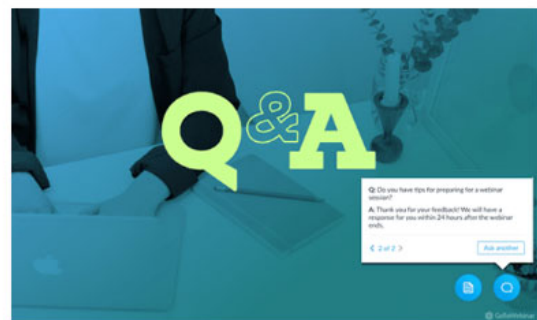 Q&A
Q: Do you have tips for preparing for a webinar
session?
A: Thank you for your feedback! We will have a
response for you within 24 hours after the webinar
ends.
< 2 of 2 >
Ask another
GoToWebinar